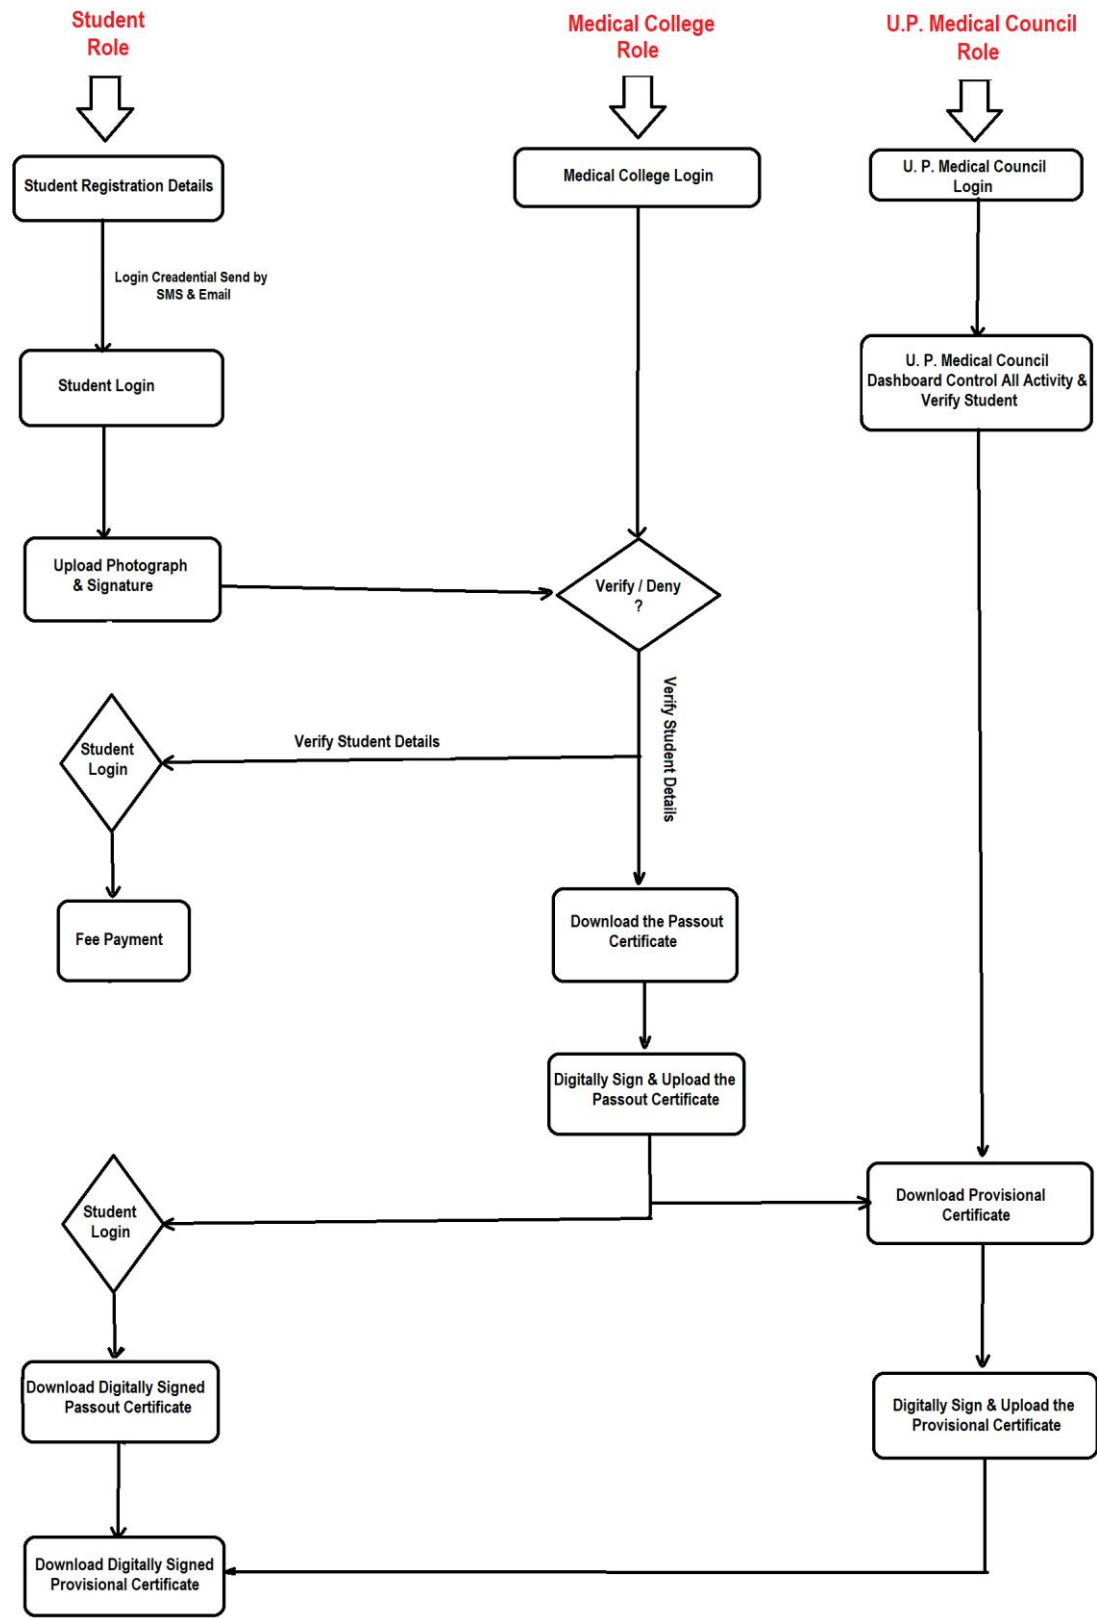 Student
Role
Medical College
Role
U.P. Medical Council
Role
Student Registration Details
Medical College Login
U. P. Medical Council
Login
Login Creadential Send by
SMS & Email
Student Login
U. P. Medical Council
Dashboard Control All Activity &
Verify Student
Upload Photograph
& Signature
Verify / Deny
?
Verify Student Details
Verify Student Details
Student
Login
Fee Payment
Download the Passout
Certificate
Digitally Sign & Upload the
Passout Certificate
Student
Login
Download Provisional
Certificate
Download Digitally Signed
Passout Certificate
Digitally Sign & Upload the
Provisional Certificate
Download Digitally Signed
Provisional Certificate